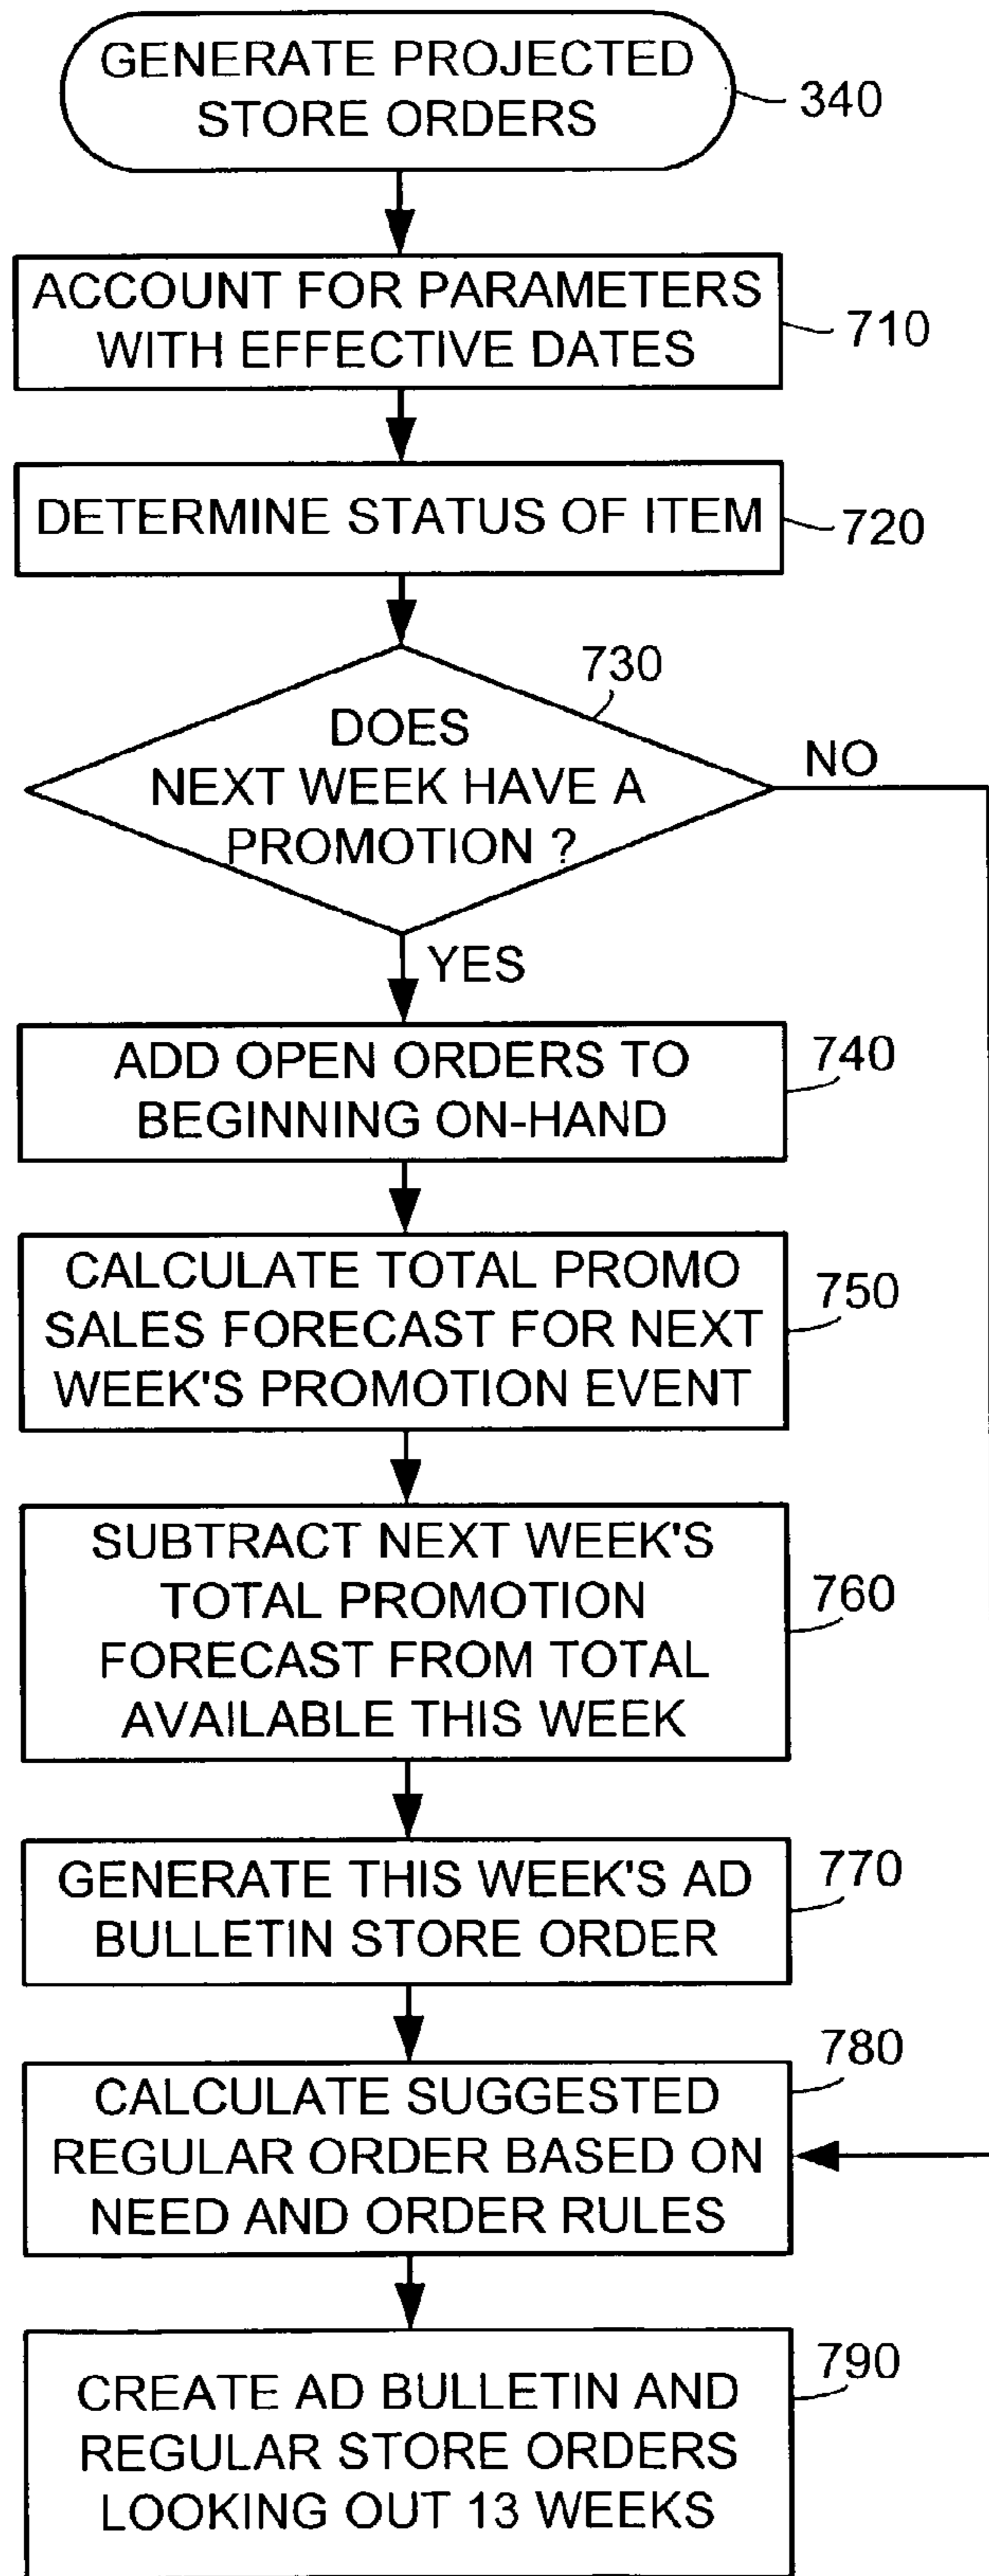 GENERATE PROJECTED
STORE ORDERS
340
ACCOUNT FOR PARAMETERS
WITH EFFECTIVE DATES
710
DETERMINE STATUS OF ITEM
720
730
DOES
NEXT WEEK HAVE A
PROMOTION ?
NO
YES
ADD OPEN ORDERS TO
BEGINNING ON-HAND
740
CALCULATE TOTAL PROMO
SALES FORECAST FOR NEXT
WEEK'S PROMOTION EVENT
750
SUBTRACT NEXT WEEK'S
TOTAL PROMOTION
FORECAST FROM TOTAL
AVAILABLE THIS WEEK
760
GENERATE THIS WEEK'S AD
BULLETIN STORE ORDER
770
CALCULATE SUGGESTED
REGULAR ORDER BASED ON
NEED AND ORDER RULES
780
CREATE AD BULLETIN AND
REGULAR STORE ORDERS
LOOKING OUT 13 WEEKS
790